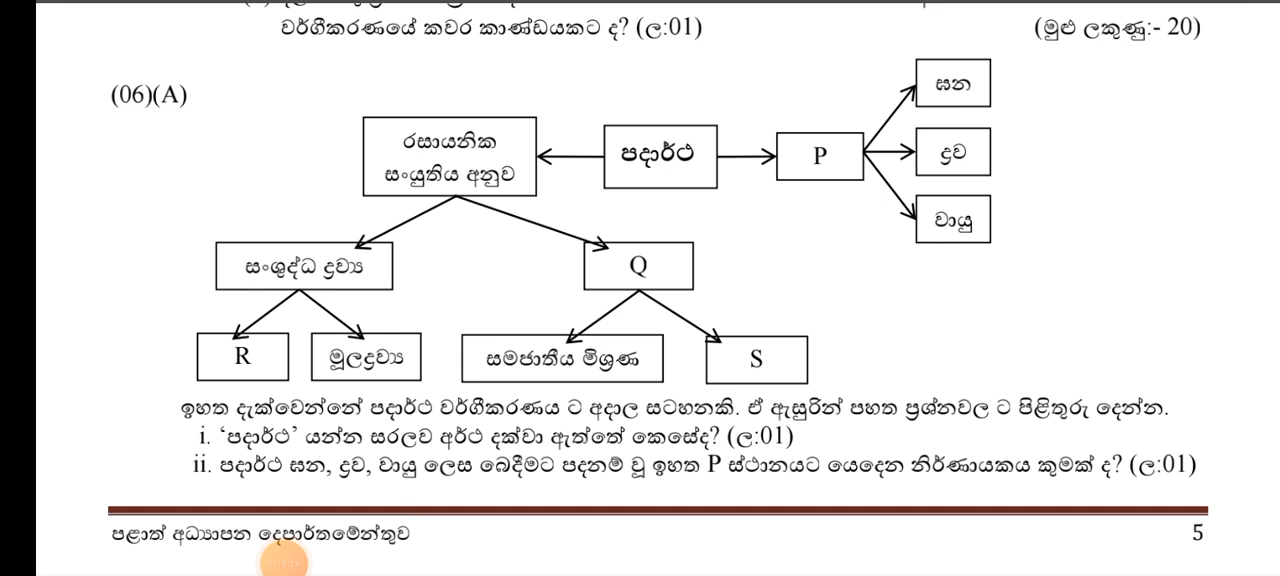 වර්ගීකරණයේ කවර කාණ්ඩයකට ද? (ල:01)
(මුළු ලකුණු:- 20)
(06)(A)
ඝන
රසායනික
සංයුතිය අනුව
පදාර්ථ
P
ද්‍රව
වායු
සංශුද්ධ ද්‍රව්‍ය
Q
R
මූලද්‍රව්‍ය
සමජාතීය මිශ්‍රණ
S
ඉහත දැක්වෙන්නේ පදාර්ථ වර්ගීකරණය ට අදාල සටහනකි. ඒ ඇසුරින් පහත ප්‍රශ්නවල ට පිළිතුරු දෙන්න.
i. ‘පදාර්ථ’ යන්න සරලව අර්ථ දක්වා ඇත්තේ කෙසේද? (ල:01)
ii. පදාර්ථ ඝන, ද්‍රව, වායු ලෙස බෙදීමට පදනම් වූ ඉහත P ස්ථානයට යෙදෙන නිර්ණායකය කුමක් ද? (ල:01)
පළාත් අධ්‍යාපන දෙපාර්තමේන්තුව
5